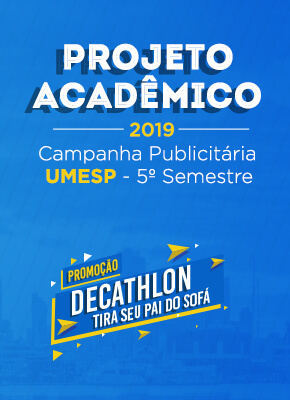 PROJETO
ACADÊMICO
2019
Campanha Publicitária
UMESP - 5º Semestre
PROMOÇÃO
DECATHLON
TIRA SEU PAI DO SOFÁ